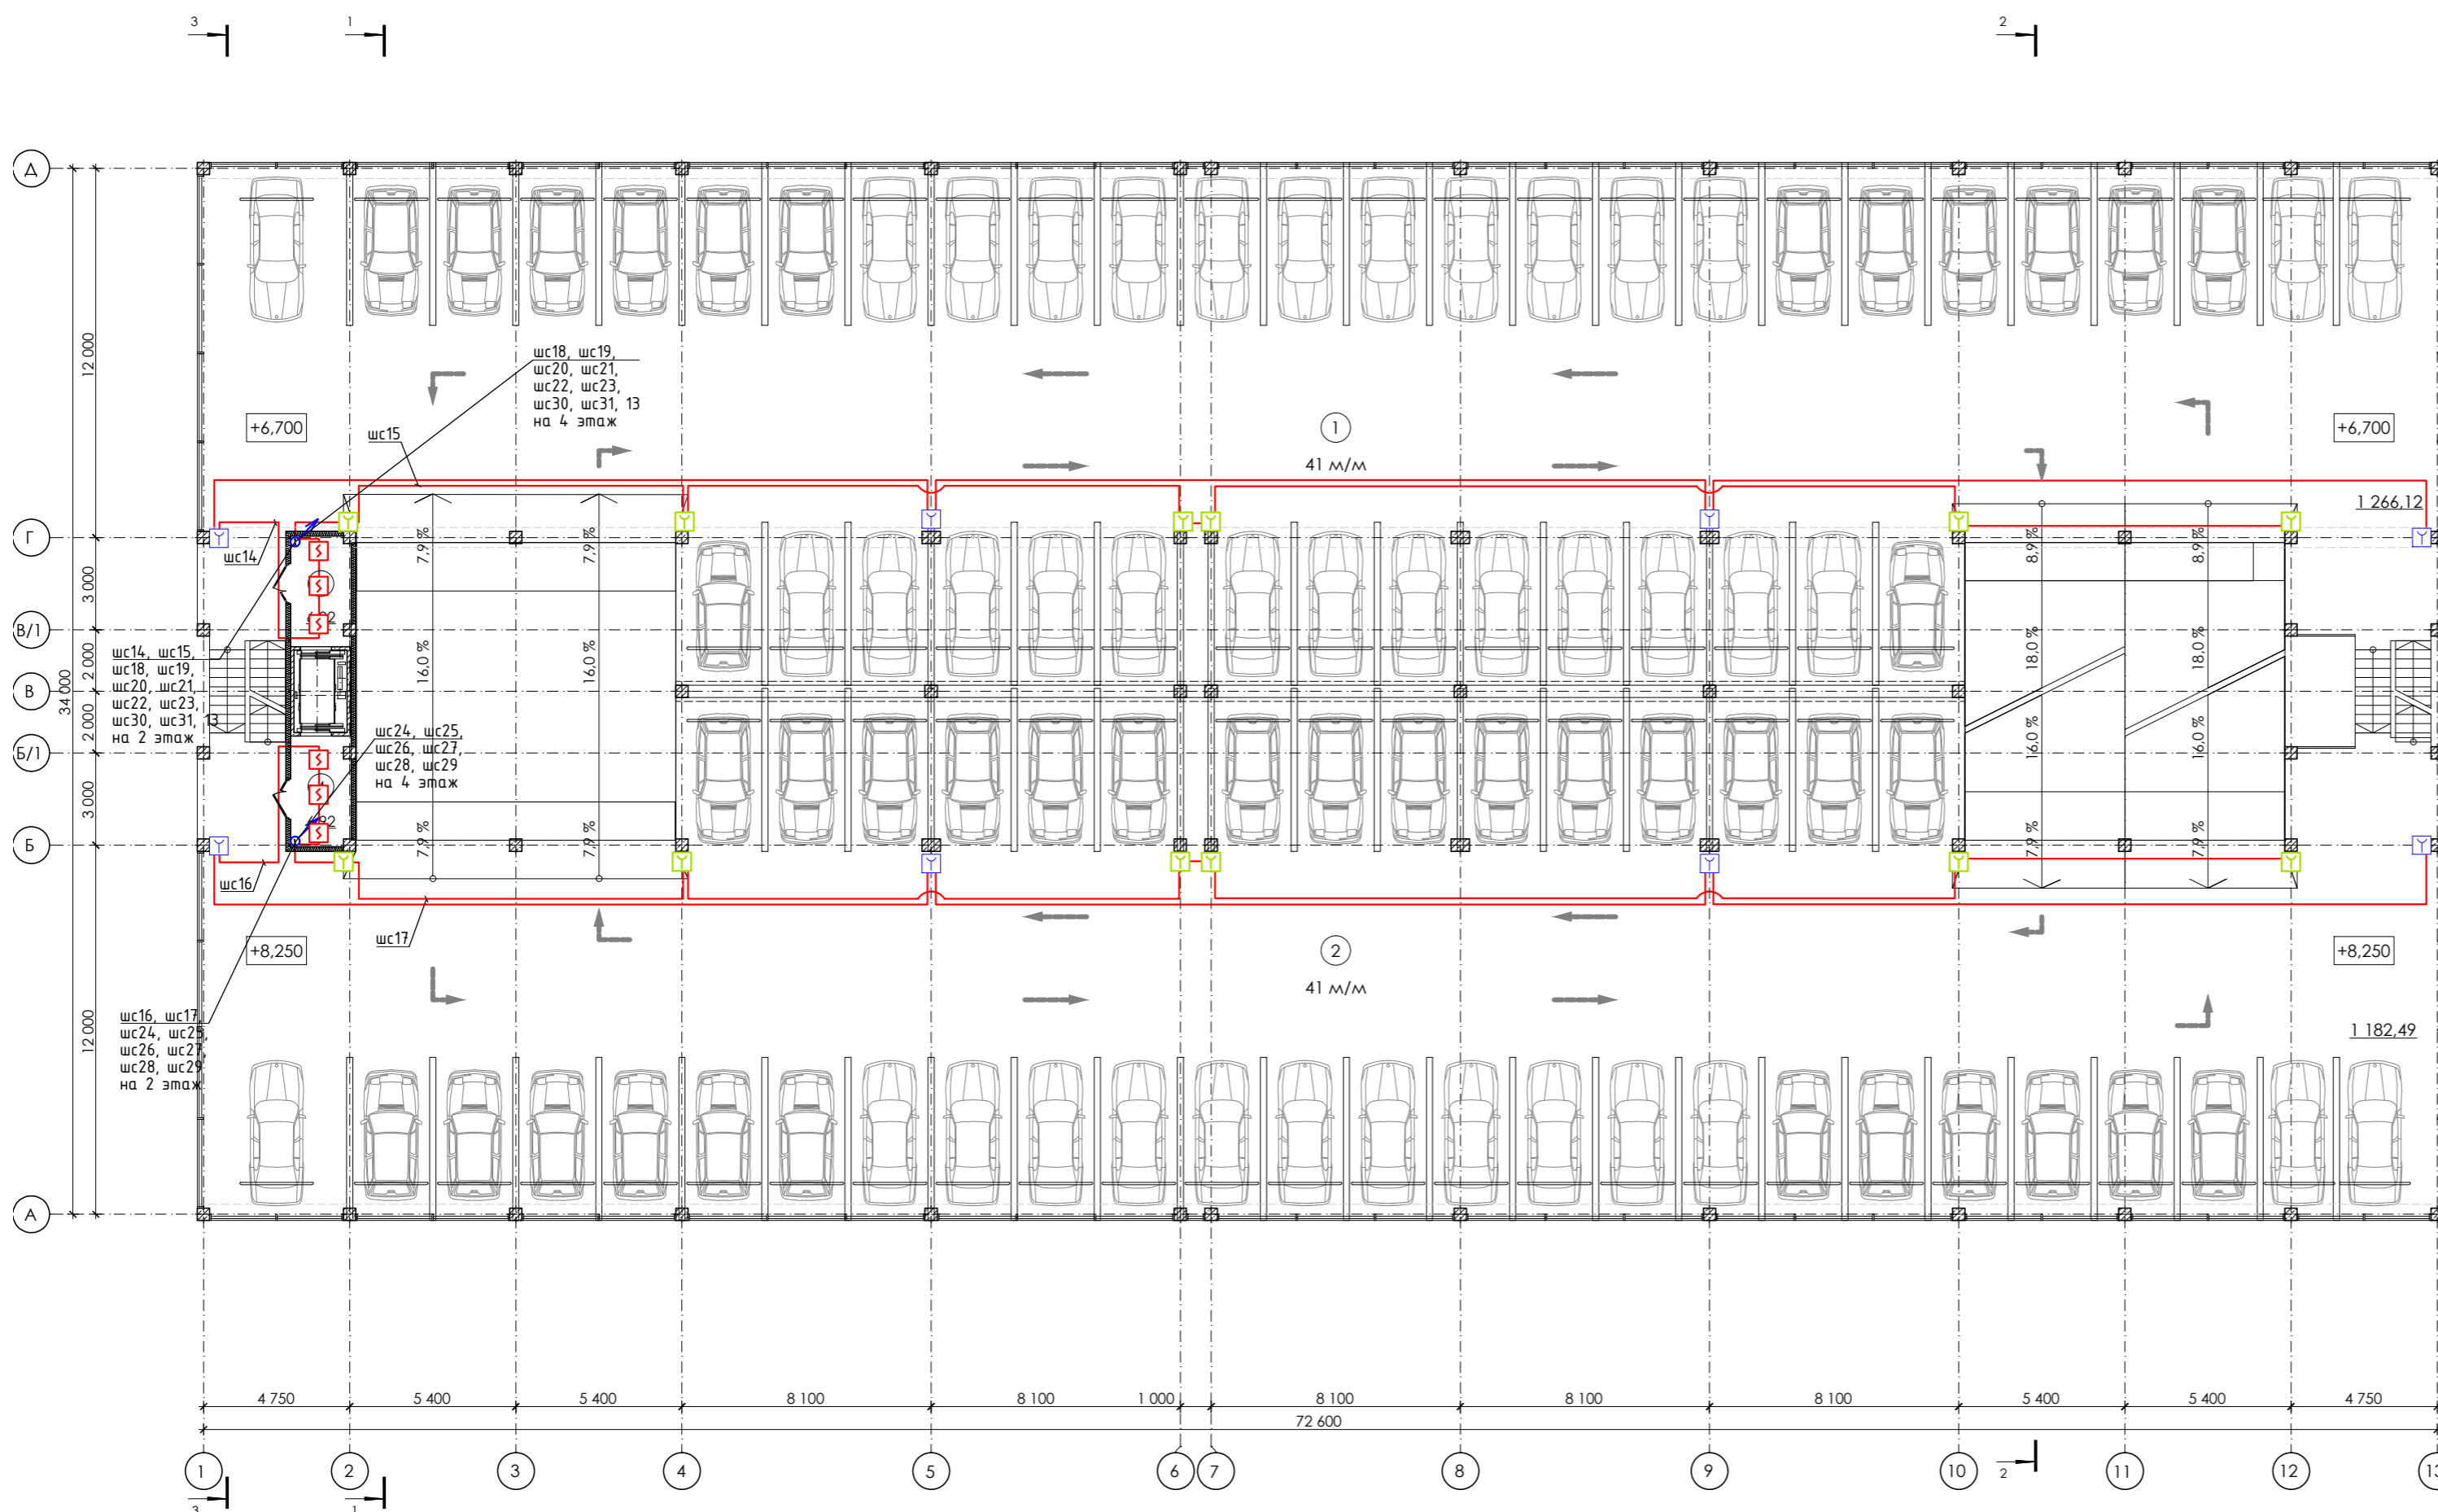 3
1
2
Д
12 000
шс18, шс19,
шс20, шс21,
шс22, шс23,
шс30, шс31, 13
на 4 этаж
+6,700
шс15
1
41 м/м
+6,700
1 266,12
Г
шс14
7,9 %
7,9 %
8,9 %
8,9 %
3 000
В/1
шс14, шс15,
шс18, шс19,
шс20, шс21,
шс22, шс23,
шс30, шс31, 13
на 2 этаж
2 000
16,0 %
16,0 %
18,0 %
18,0 %
В
34 000
2 000
шс24, шс25,
шс26, шс27,
шс28, шс29
на 4 этаж
16,0 %
16,0 %
Б/1
3 000
7,9 %
7,9 %
7,9 %
7,9 %
Б
шс16
шс17
+8,250
2
41 м/м
+8,250
12 000
шс16, шс17,
шс24, шс25,
шс26, шс27,
шс28, шс29
на 2 этаж
1 182,49
А
4 750
5 400
5 400
8 100
8 100
1 000
8 100
8 100
8 100
5 400
5 400
4 750
72 600
1
2
3
4
5
6
7
8
9
10
11
12
13
2
3
1